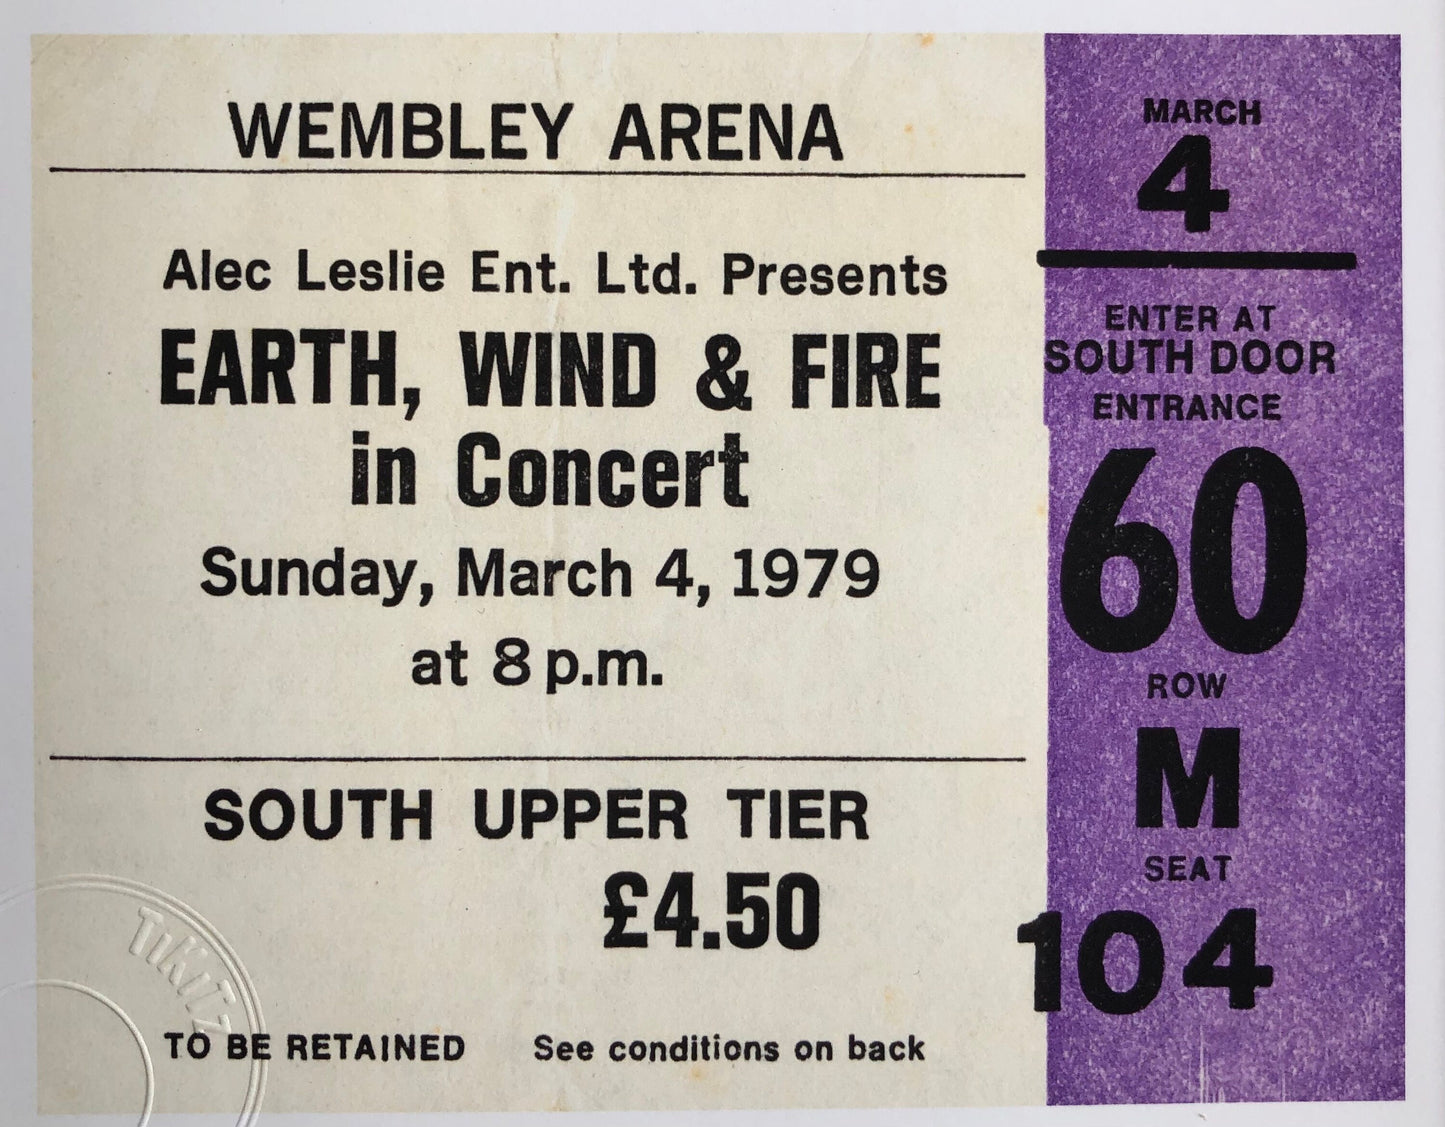 WEMBLEY ARENA
Alec Leslie Ent. Ltd. Presents
EARTH, WIND & FIRE
in Concert
Sunday, March 4, 1979
at 8 p.m.
SOUTH UPPER TIER
£4.50
TO BE RETAINED See conditions on back
TiKiTZ
MARCH
4
ENTER AT
SOUTH DOOR
ENTRANCE
60
ROW
M
SEAT
104